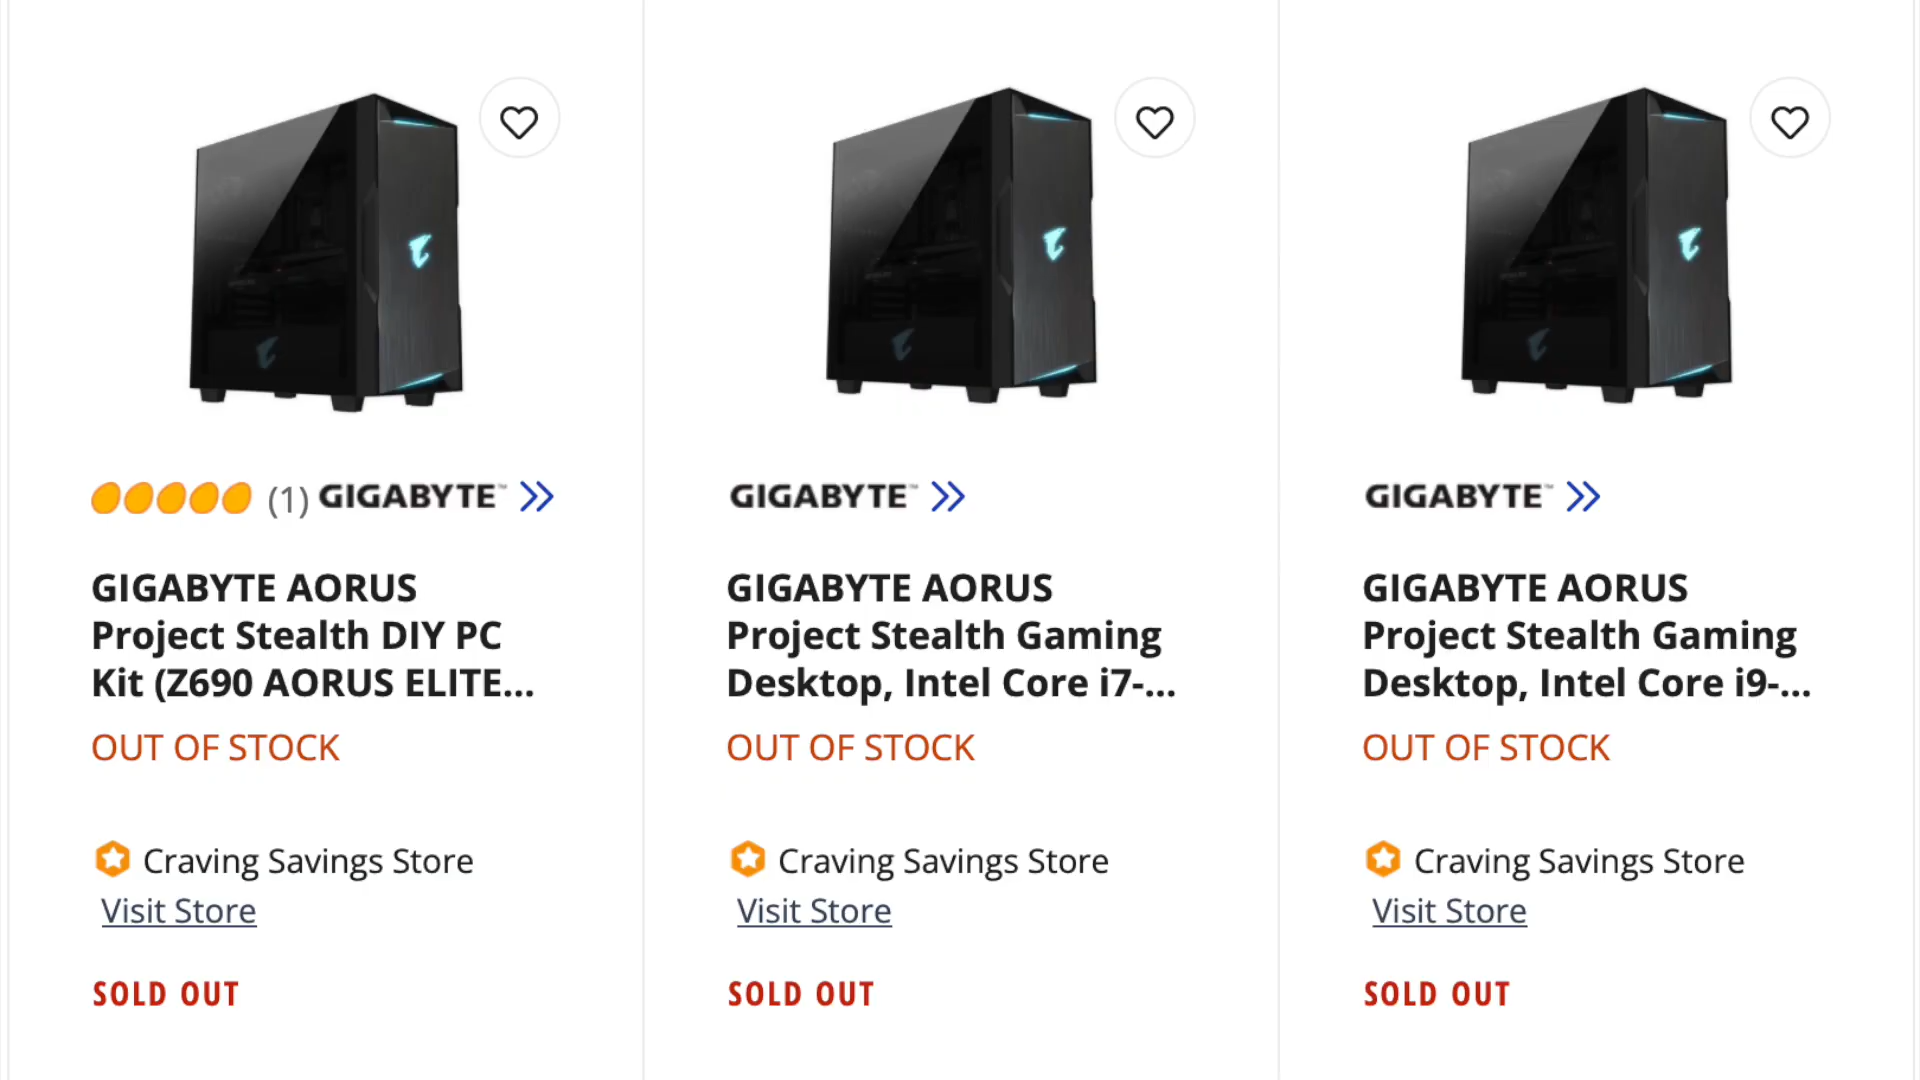 (1) GIGABYTE™
GIGABYTE AORUS
Project Stealth DIY PC
Kit (Z690 AORUS ELITE...
OUT OF STOCK
Craving Savings Store
Visit Store
SOLD OUT
GIGABYTE™
GIGABYTE AORUS
Project Stealth Gaming
Desktop, Intel Core i7-...
OUT OF STOCK
Craving Savings Store
Visit Store
SOLD OUT
GIGABYTE™
GIGABYTE AORUS
Project Stealth Gaming
Desktop, Intel Core i9-...
OUT OF STOCK
Craving Savings Store
Visit Store
SOLD OUT